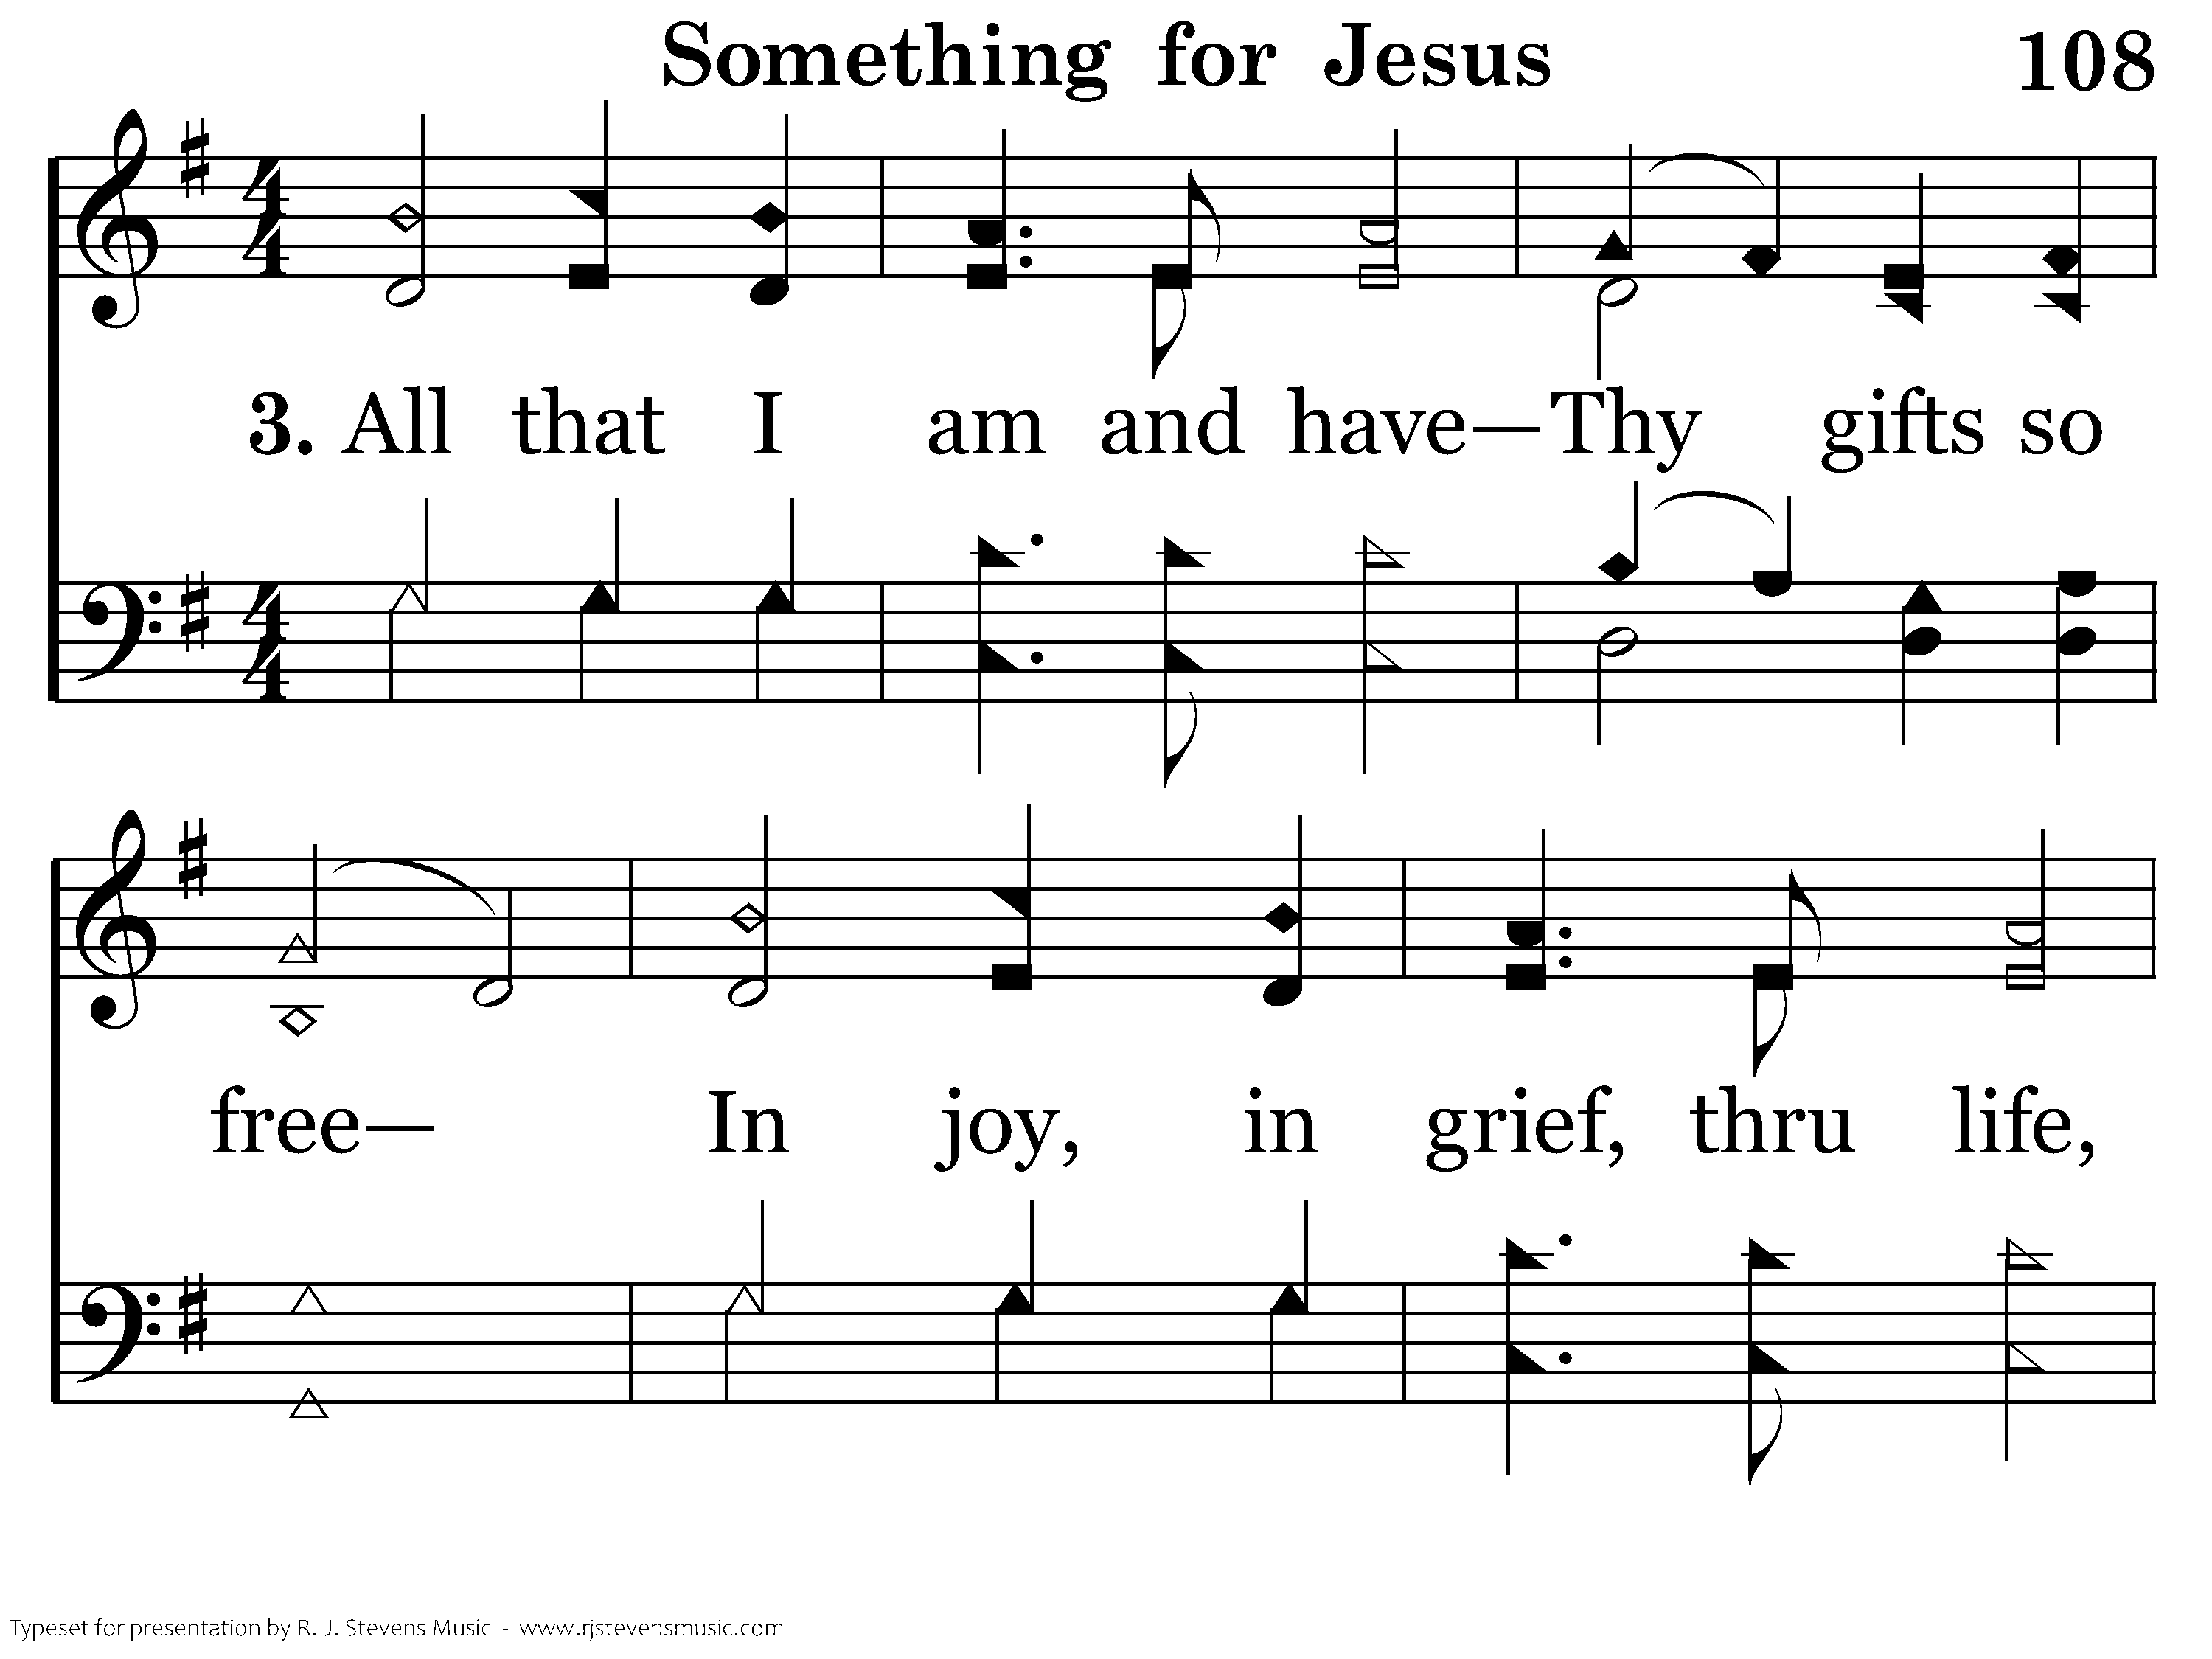 Something for Jesus 108
3. All that I am and have—Thy gifts so
free— In joy, in grief, thru life,
Typeset for presentation by R. J. Stevens Music - www.rjstevensmusic.com